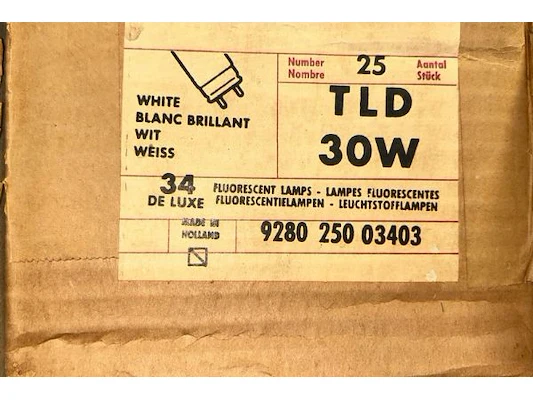 Number 25 Aantal
Nombre Stück
TLD
30W
WHITE
BLANC BRILLANT
WIT
WEISS
34
DE LUXE
FLUORESCENT LAMPS - LAMPES FLUORESCENTES
FLUORESCENTIELAMPEN - LEUCHTSTOFFLAMPEN
MADE IN
HOLLAND
9280 250 03403